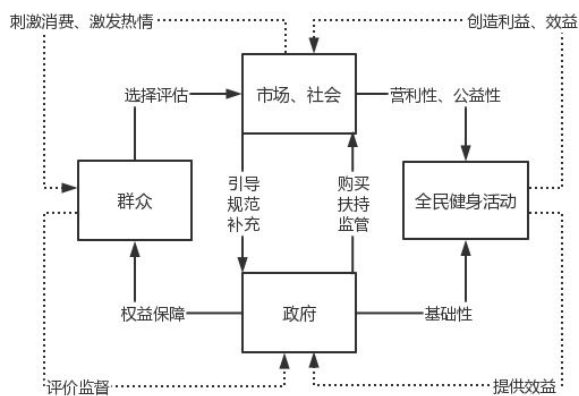 刺激消费、激发热情
创造利益、效益
选择评估
市场、社会
营利性、公益性
群众
引导
规范
补充
购买
扶持
监管
全民健身活动
权益保障
政府
基础性
评价监督
提供效益